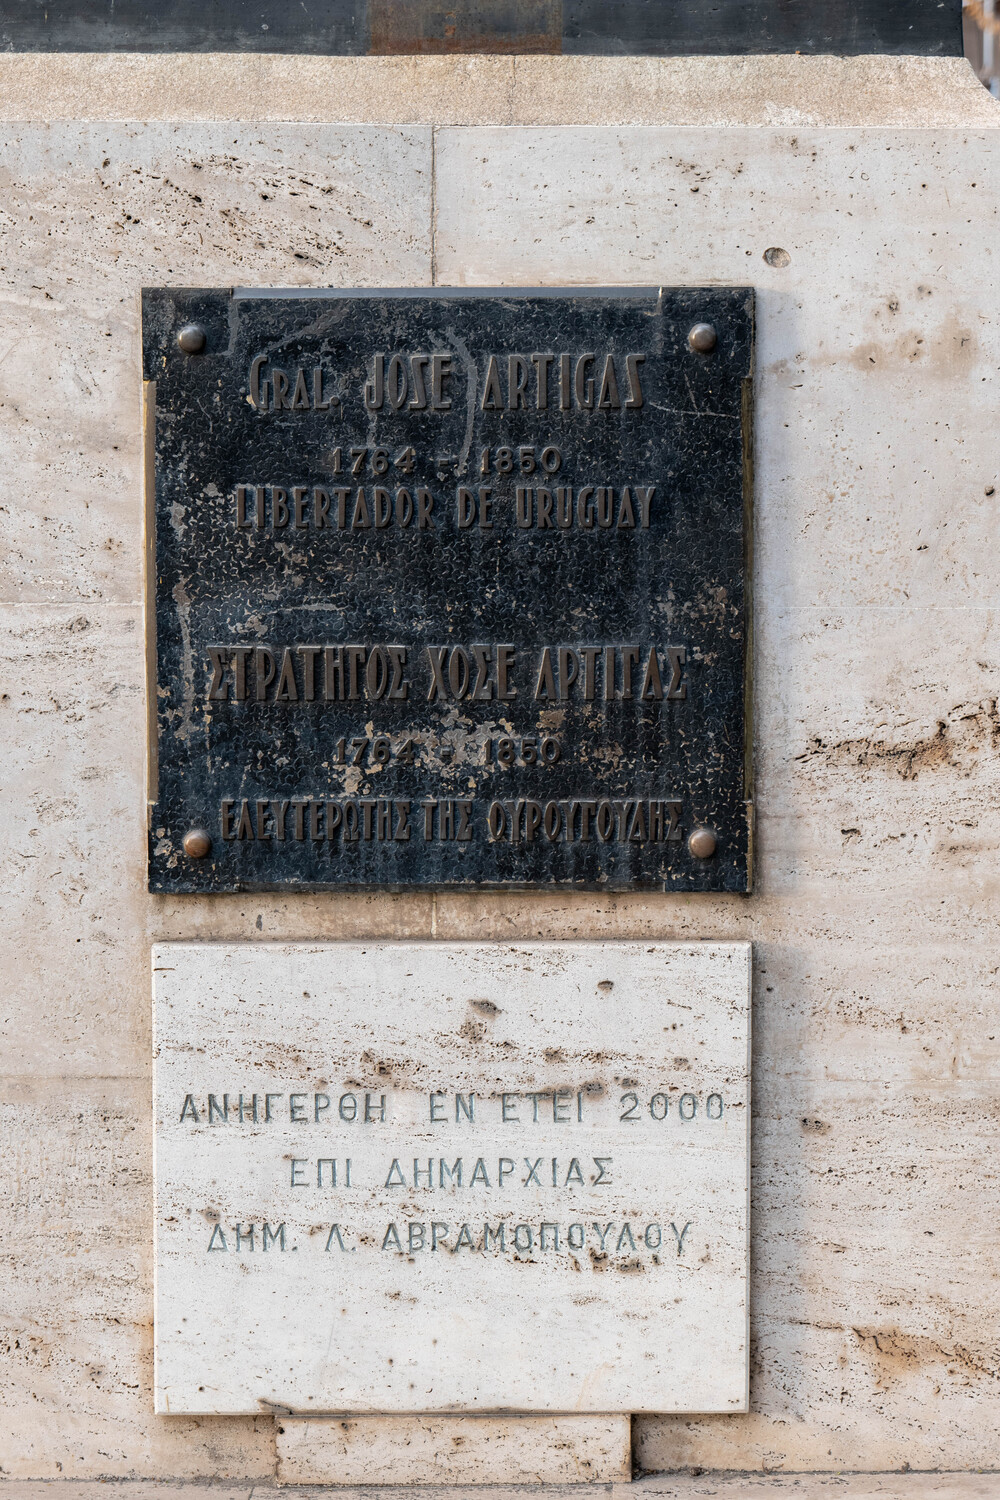 GRAL. JOSE ARTIGAS
1764 - 1850
LIBERTADOR DE URUGUAY
ΣΤΡΑΤΗΓΟΣ ΧΟΣΕ ΑΡΤΙΓΑΣ
1764 - 1850
ΕΛΕΥΤΕΡΩΤΗΣ ΤΗΣ ΟΥΡΟΥΓΟΥΑΗΣ
ΑΝΗΓΕΡΘΗ ΕΝ ΕΤΕΙ 2000
ΕΠΙ ΔΗΜΑΡΧΙΑΣ
ΔΗΜ. Λ. ΑΒΡΑΜΟΠΟΥΛΟΥ